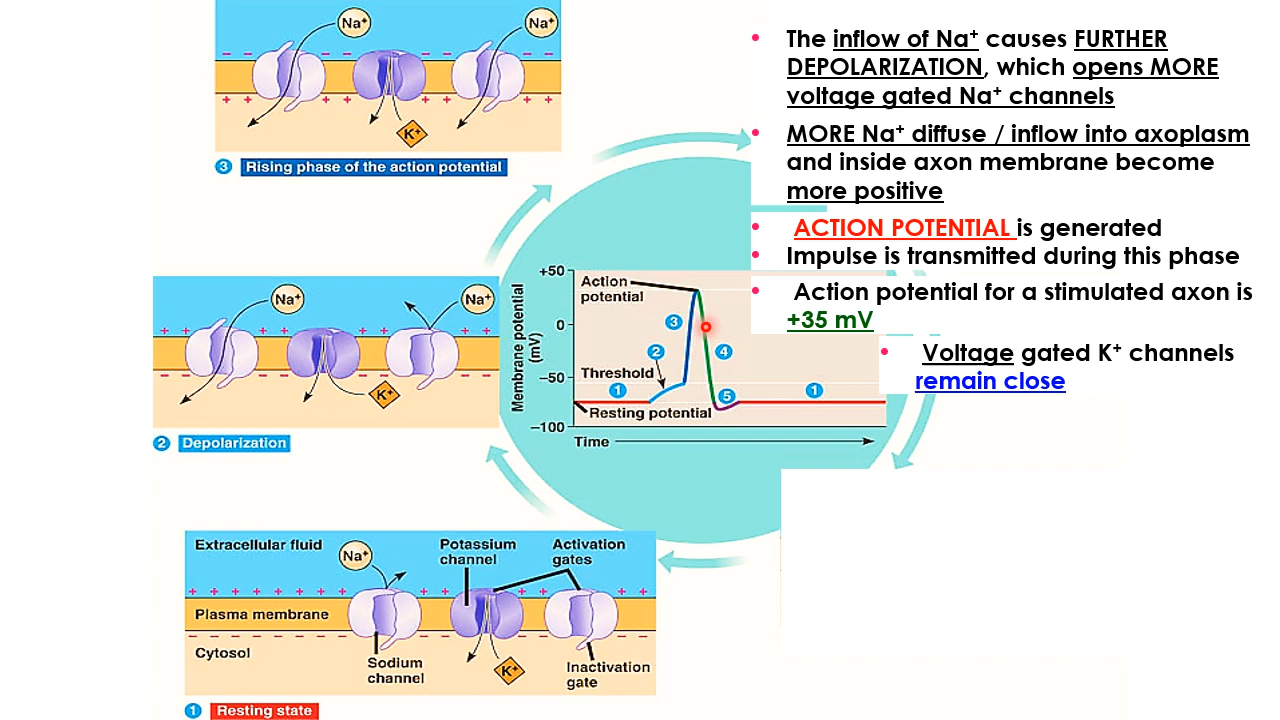 Na⁺
Na⁺
− − − − − − − −
+ + + + + + + +
K⁺
3 Rising phase of the action potential
• The inflow of Na⁺ causes FURTHER
DEPOLARIZATION, which opens MORE
voltage gated Na⁺ channels
• MORE Na⁺ diffuse / inflow into axoplasm
and inside axon membrane become
more positive
• ACTION POTENTIAL is generated
• Impulse is transmitted during this phase
• Action potential for a stimulated axon is
+35 mV
• Voltage gated K⁺ channels
remain close
Na⁺
Na⁺
K⁺
2 Depolarization
Membrane potential
(mV)
+50
0
−50
−100
Action
potential
3
2
4
Threshold
1
5
1
Resting potential
Time
Extracellular fluid
Na⁺
Potassium
channel
Activation
gates
Plasma membrane
Cytosol
Sodium
channel
K⁺
Inactivation
gate
1 Resting state